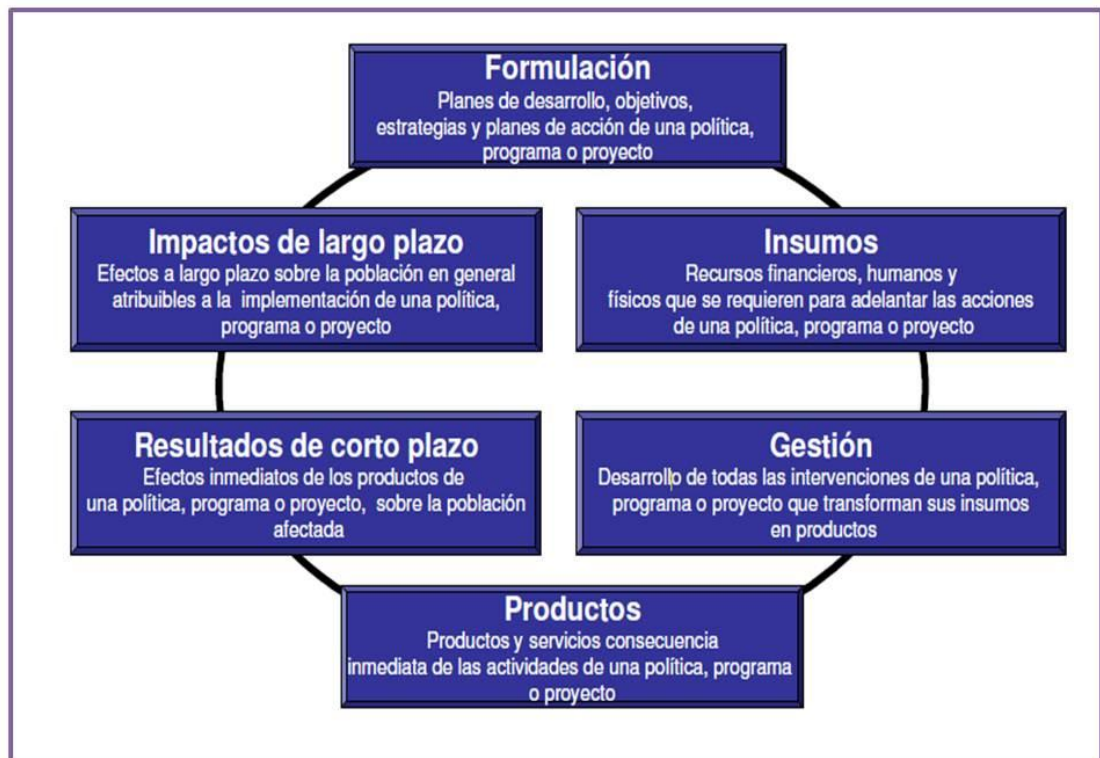 Formulación
Planes de desarrollo, objetivos,
estrategias y planes de acción de una política,
programa o proyecto
Impactos de largo plazo
Efectos a largo plazo sobre la población en general
atribuibles a la implementación de una política,
programa o proyecto
Insumos
Recursos financieros, humanos y
físicos que se requieren para adelantar las acciones
de una política, programa o proyecto
Resultados de corto plazo
Efectos inmediatos de los productos de
una política, programa o proyecto, sobre la población
afectada
Gestión
Desarrollo de todas las intervenciones de una política,
programa o proyecto que transforman sus insumos
en productos
Productos
Productos y servicios consecuencia
inmediata de las actividades de una política, programa
o proyecto